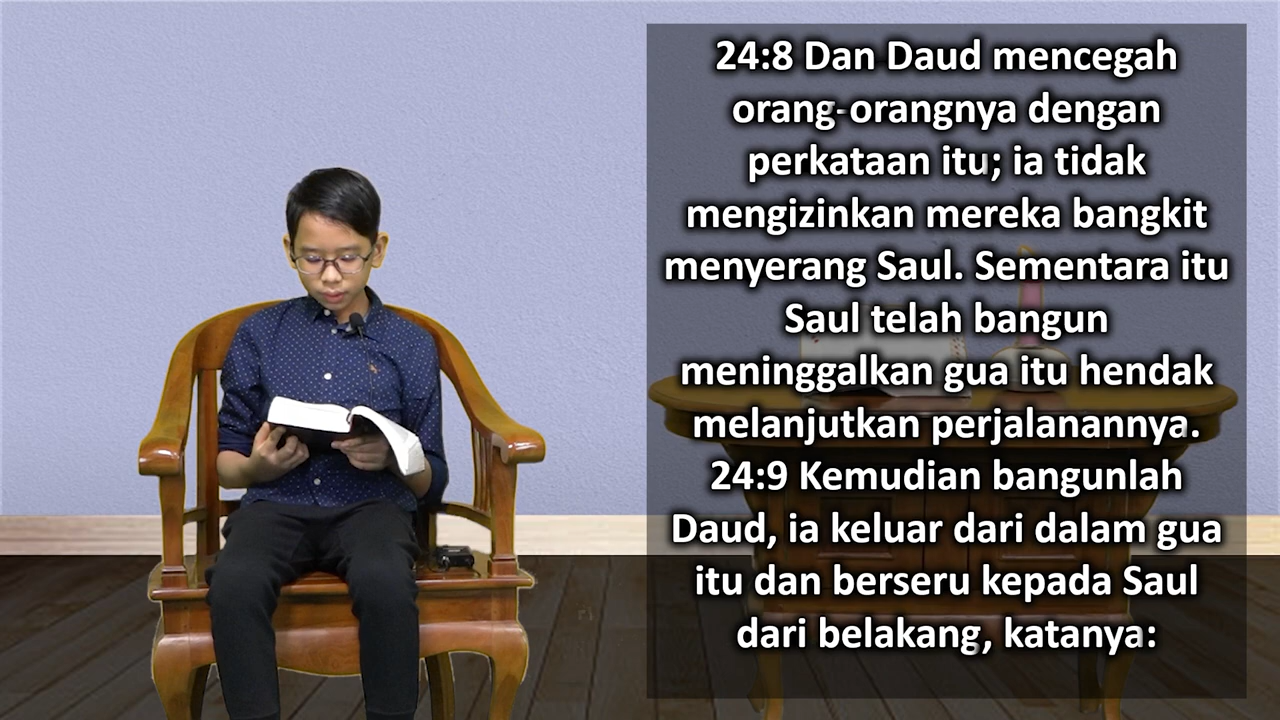 24:8 Dan Daud mencegah
orang-orangnya dengan
perkataan itu; ia tidak
mengizinkan mereka bangkit
menyerang Saul. Sementara itu
Saul telah bangun
meninggalkan gua itu hendak
melanjutkan perjalanannya.
24:9 Kemudian bangunlah
Daud, ia keluar dari dalam gua
itu dan berseru kepada Saul
dari belakang, katanya: